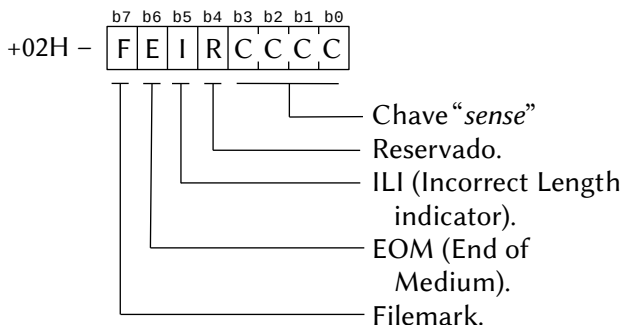 b7 b6 b5 b4 b3 b2 b1 b0
+02H – F E I R C C C C
Chave “sense”
Reservado.
ILI (Incorrect Length
indicator).
EOM (End of
Medium).
Filemark.